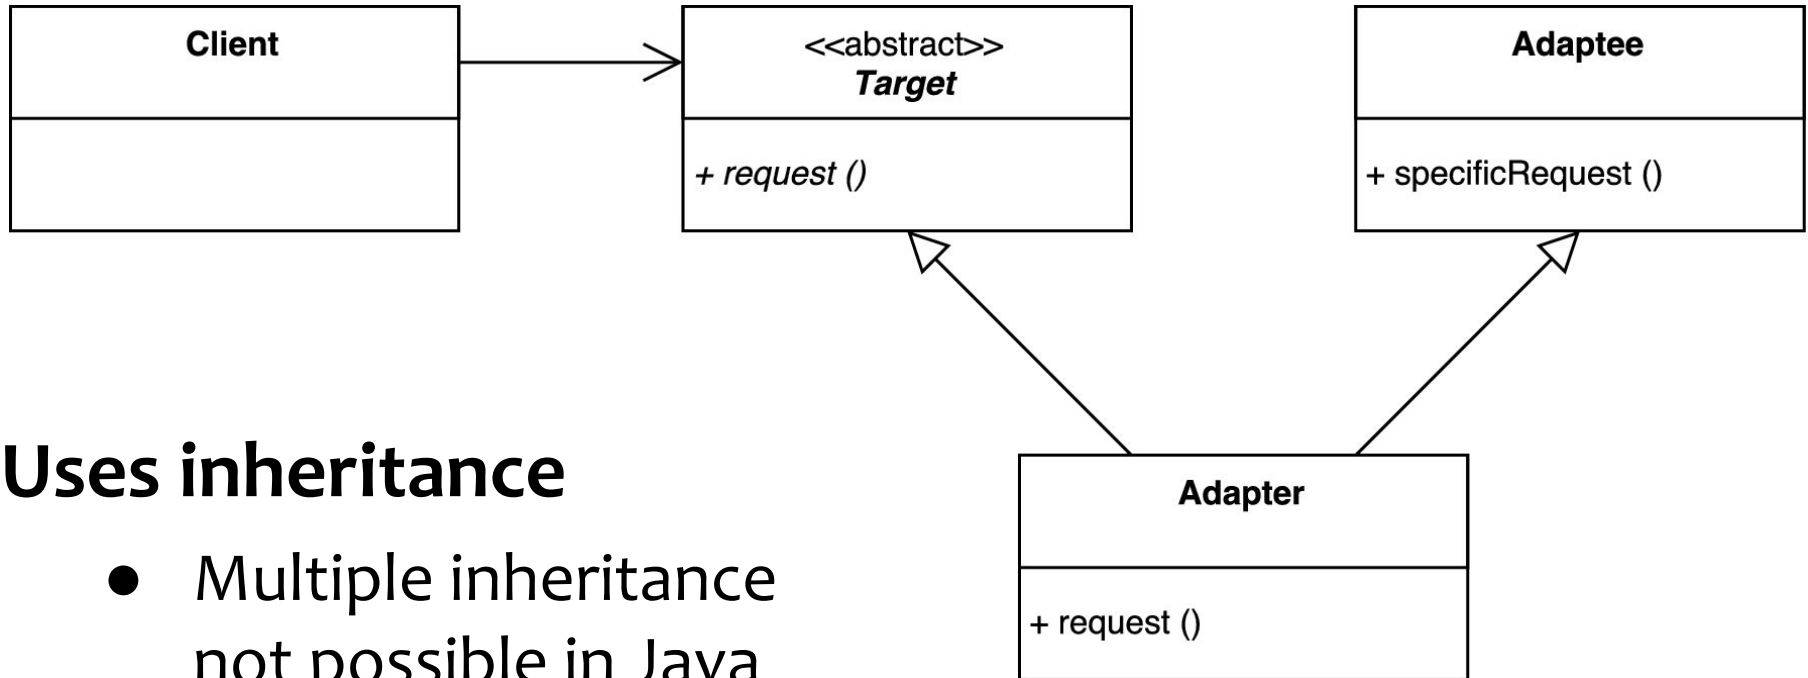 Client
<<abstract>>
Target
+ request ()
Adaptee
+ specificRequest ()
Adapter
+ request ()
Uses inheritance
● Multiple inheritance
not possible in Java